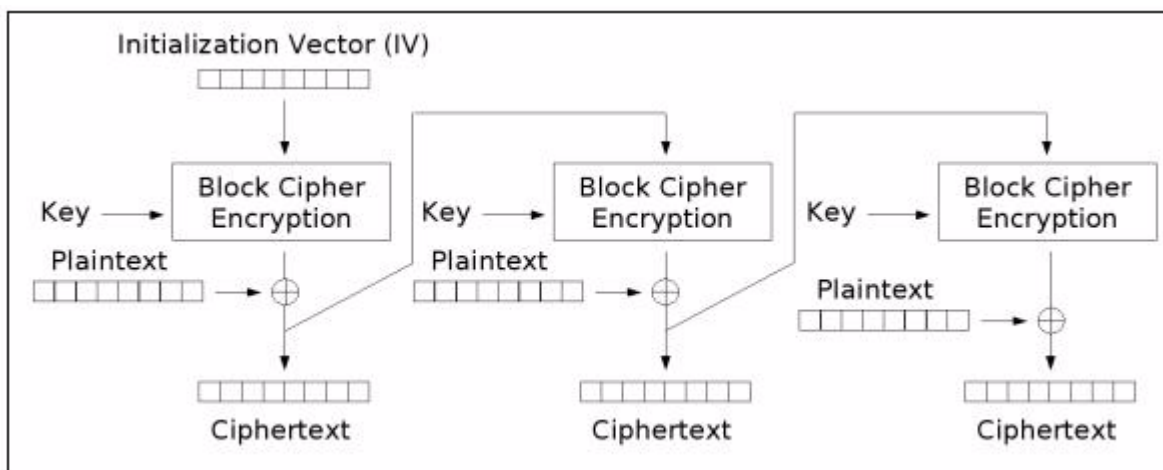 Initialization Vector (IV)
Block Cipher
Encryption
Block Cipher
Encryption
Block Cipher
Encryption
Key
Key
Key
Plaintext
Plaintext
Plaintext
Ciphertext
Ciphertext
Ciphertext